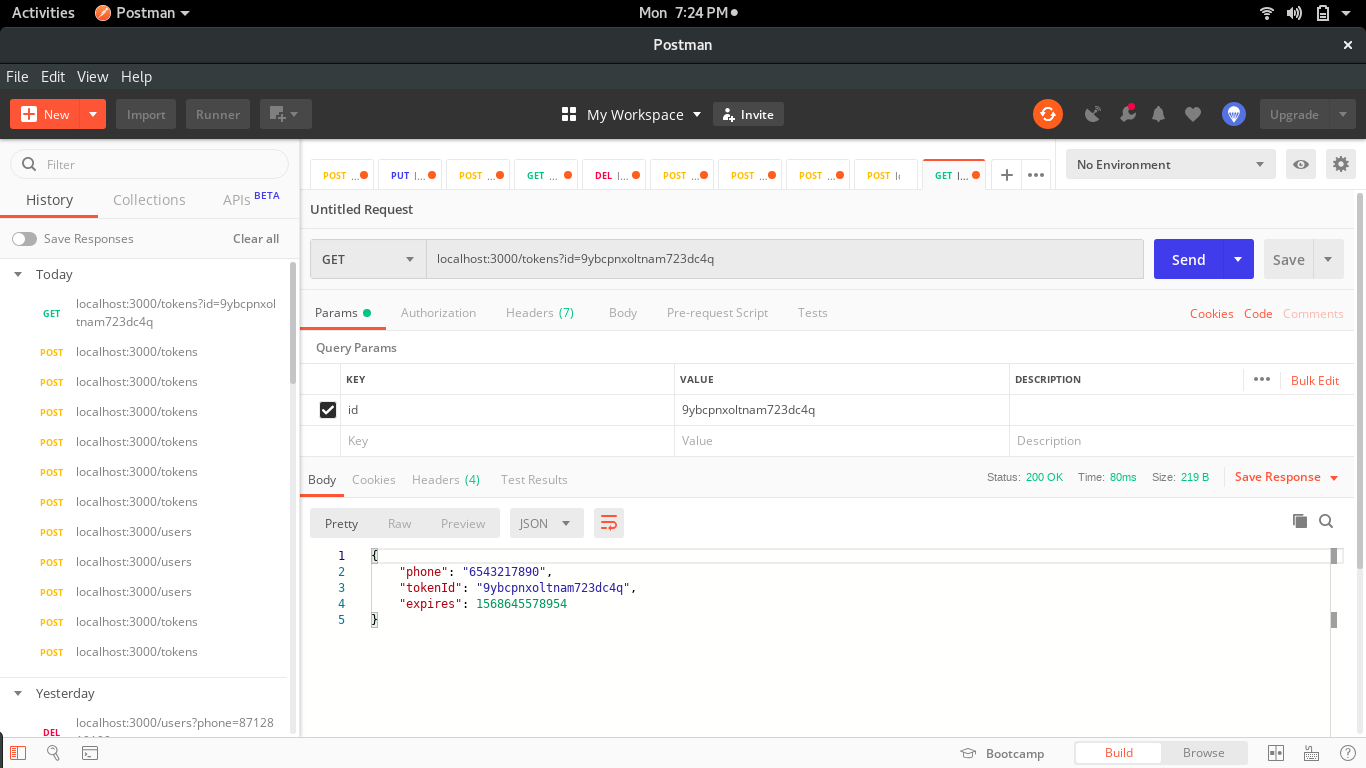 Activities Postman Mon 7:24 PM
Postman
File Edit View Help
New Import Runner My Workspace Invite Upgrade
Filter
History Collections APIs BETA
Save Responses Clear all
Today
GET localhost:3000/tokens?id=9ybcpnxol
tnam723dc4q
POST localhost:3000/tokens
POST localhost:3000/tokens
POST localhost:3000/tokens
POST localhost:3000/tokens
POST localhost:3000/tokens
POST localhost:3000/tokens
POST localhost:3000/users
POST localhost:3000/users
POST localhost:3000/users
POST localhost:3000/tokens
POST localhost:3000/tokens
Yesterday
DEL localhost:3000/users?phone=87128
POST ... PUT l... POST ... GET ... DEL l... POST ... POST ... POST ... POST GET l...
No Environment
Untitled Request
GET localhost:3000/tokens?id=9ybcpnxoltnam723dc4q Send Save
Params Authorization Headers (7) Body Pre-request Script Tests Cookies Code Comments
Query Params
KEY VALUE DESCRIPTION ••• Bulk Edit
id 9ybcpnxoltnam723dc4q
Key Value Description
Body Cookies Headers (4) Test Results Status: 200 OK Time: 80ms Size: 219 B Save Response
Pretty Raw Preview JSON
1 {
2 "phone": "6543217890",
3 "tokenId": "9ybcpnxoltnam723dc4q",
4 "expires": 1568645578954
5 }
Bootcamp Build Browse